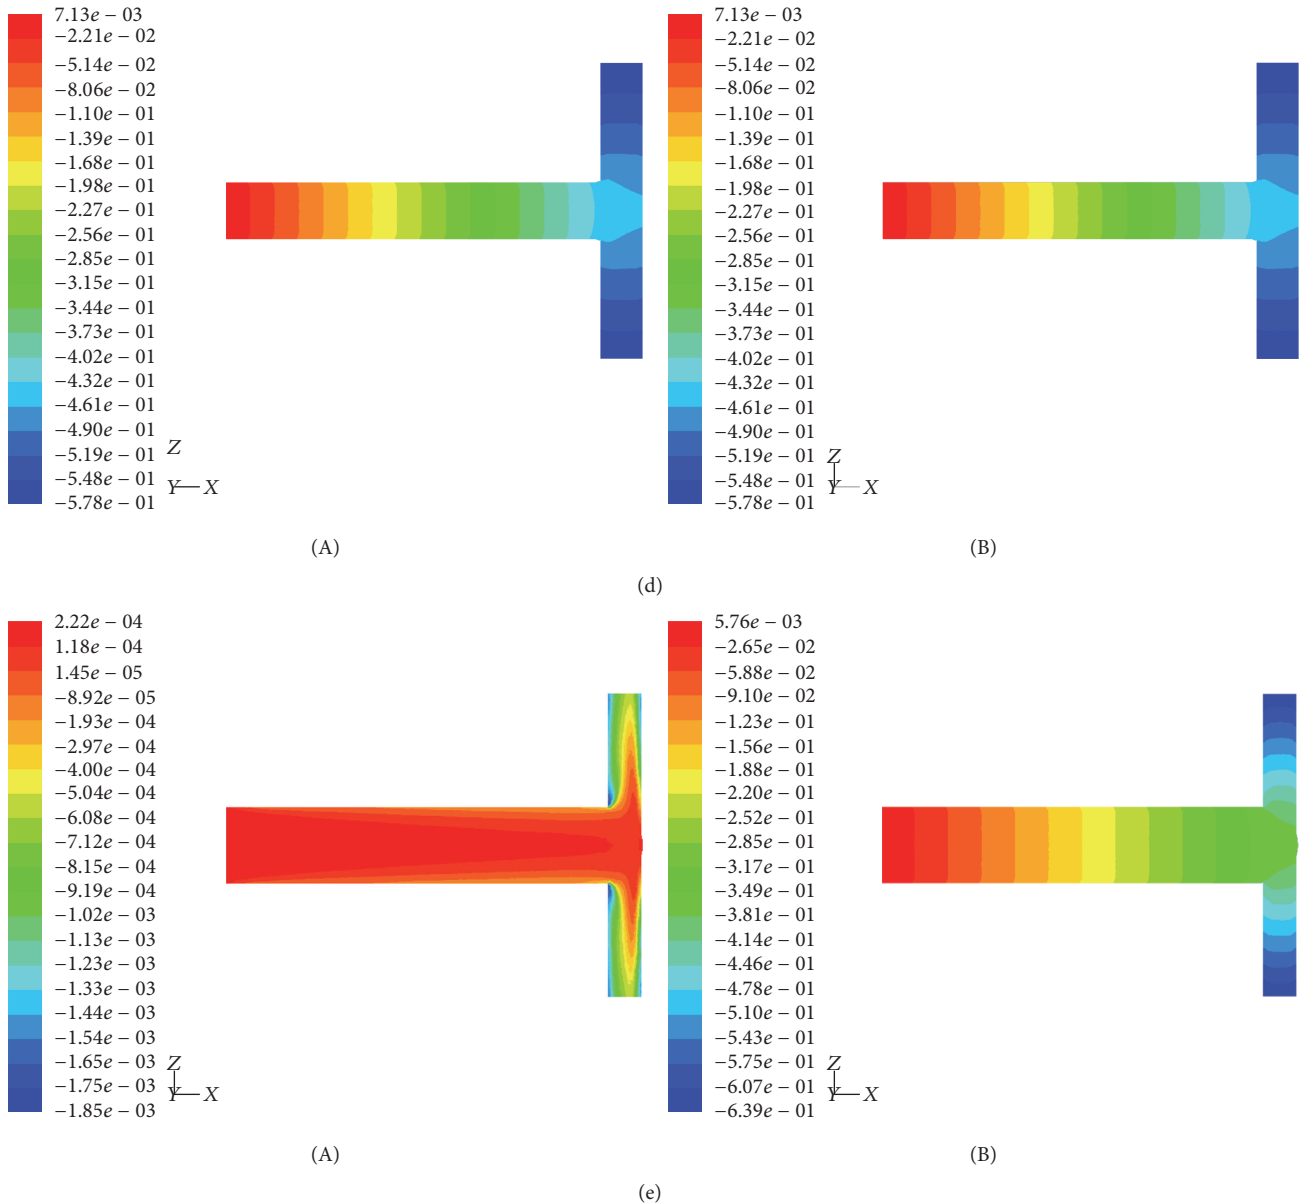 7.13e − 03
−2.21e − 02
−5.14e − 02
−8.06e − 02
−1.10e − 01
−1.39e − 01
−1.68e − 01
−1.98e − 01
−2.27e − 01
−2.56e − 01
−2.85e − 01
−3.15e − 01
−3.44e − 01
−3.73e − 01
−4.02e − 01
−4.32e − 01
−4.61e − 01
−4.90e − 01
−5.19e − 01
−5.48e − 01
−5.78e − 01
Z
Y X
(A)
7.13e − 03
−2.21e − 02
−5.14e − 02
−8.06e − 02
−1.10e − 01
−1.39e − 01
−1.68e − 01
−1.98e − 01
−2.27e − 01
−2.56e − 01
−2.85e − 01
−3.15e − 01
−3.44e − 01
−3.73e − 01
−4.02e − 01
−4.32e − 01
−4.61e − 01
−4.90e − 01
−5.19e − 01
−5.48e − 01
−5.78e − 01
Z
Y X
(B)
(d)
2.22e − 04
1.18e − 04
1.45e − 05
−8.92e − 05
−1.93e − 04
−2.97e − 04
−4.00e − 04
−5.04e − 04
−6.08e − 04
−7.12e − 04
−8.15e − 04
−9.19e − 04
−1.02e − 03
−1.13e − 03
−1.23e − 03
−1.33e − 03
−1.44e − 03
−1.54e − 03
−1.65e − 03
−1.75e − 03
−1.85e − 03
Z
Y X
(A)
5.76e − 03
−2.65e − 02
−5.88e − 02
−9.10e − 02
−1.23e − 01
−1.56e − 01
−1.88e − 01
−2.20e − 01
−2.52e − 01
−2.85e − 01
−3.17e − 01
−3.49e − 01
−3.81e − 01
−4.14e − 01
−4.46e − 01
−4.78e − 01
−5.10e − 01
−5.43e − 01
−5.75e − 01
−6.07e − 01
−6.39e − 01
Z
Y X
(B)
(e)